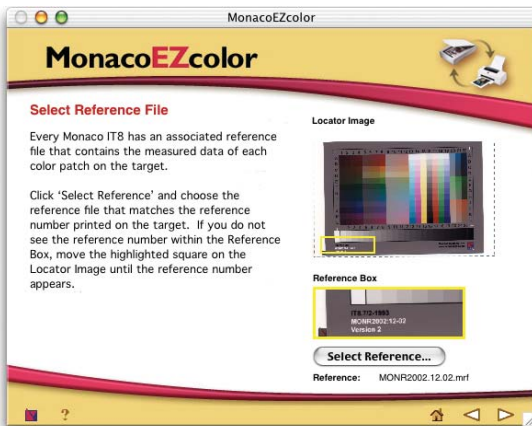 MonacoEZcolor
MonacoEZcolor
Select Reference File
Every Monaco IT8 has an associated reference
file that contains the measured data of each
color patch on the target.
Click ‘Select Reference’ and choose the
reference file that matches the reference
number printed on the target. If you do not
see the reference number within the Reference
Box, move the highlighted square on the
Locator Image until the reference number
appears.
Locator Image
Reference Box
IT8.7/2-1993
MONR2002:12-02
Version 2
Select Reference...
Reference: MONR2002.12.02.mrf
?